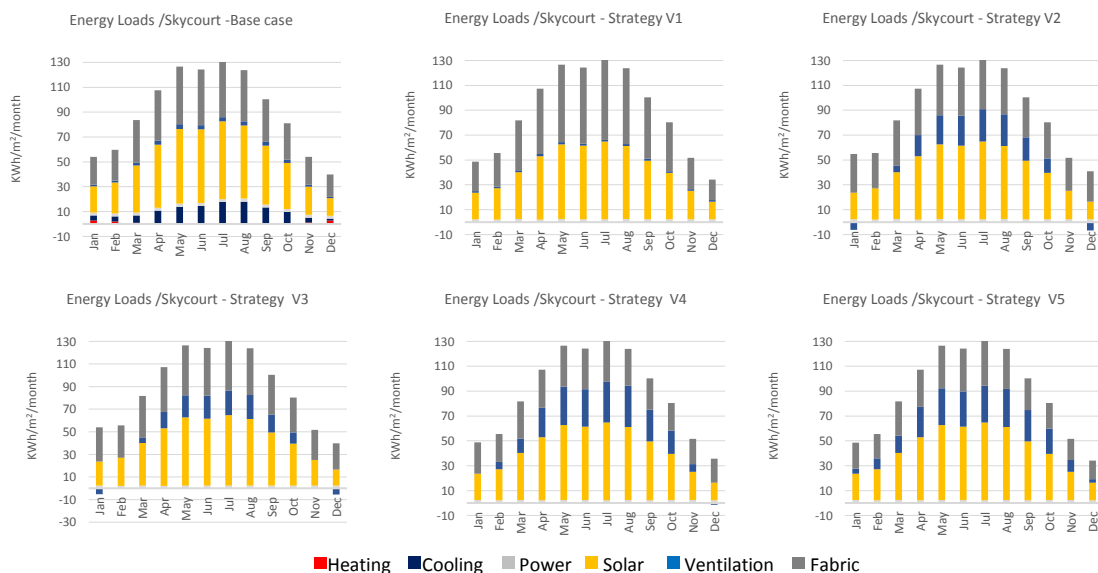 Energy Loads /Skycourt -Base case
Energy Loads /Skycourt - Strategy V1
Energy Loads /Skycourt - Strategy V2
KWh/m²/month
130
110
90
70
50
30
10
-10
Jan Feb Mar Apr May Jun Jul Aug Sep Oct Nov Dec
KWh/m²/month
130
110
90
70
50
30
10
-10
Jan Feb Mar Apr May Jun Jul Aug Sep Oct Nov Dec
KWh/m²/month
130
110
90
70
50
30
10
-10
Jan Feb Mar Apr May Jun Jul Aug Sep Oct Nov Dec
Energy Loads /Skycourt - Strategy V3
Energy Loads /Skycourt - Strategy V4
Energy Loads /Skycourt - Strategy V5
KWh/m²/month
130
110
90
70
50
30
10
-10
-30
Jan Feb Mar Apr May Jun Jul Aug Sep Oct Nov Dec
KWh/m²/month
130
110
90
70
50
30
10
-10
Jan Feb Mar Apr May Jun Jul Aug Sep Oct Nov Dec
KWh/m²/month
130
110
90
70
50
30
10
-10
Jan Feb Mar Apr May Jun Jul Aug Sep Oct Nov Dec
Heating Cooling Power Solar Ventilation Fabric